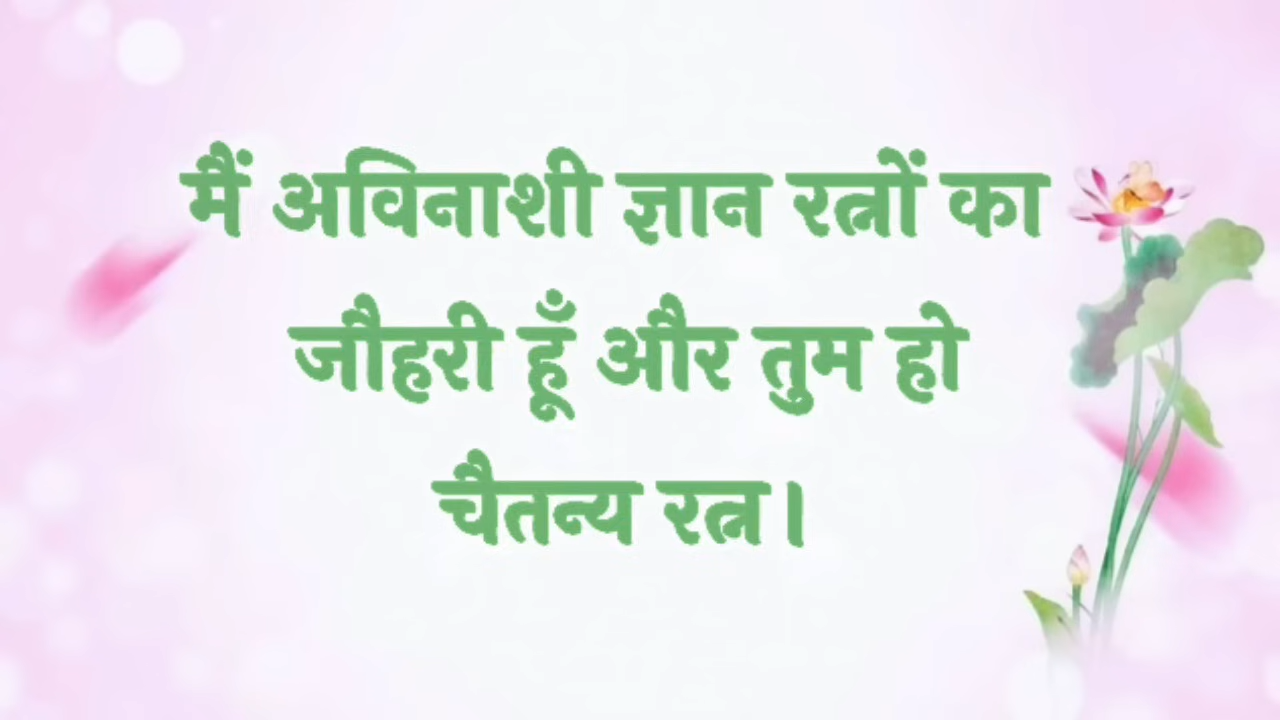 मैं अविनाशी ज्ञान रत्नों का
जौहरी हूँ और तुम हो
चैतन्य रत्न।